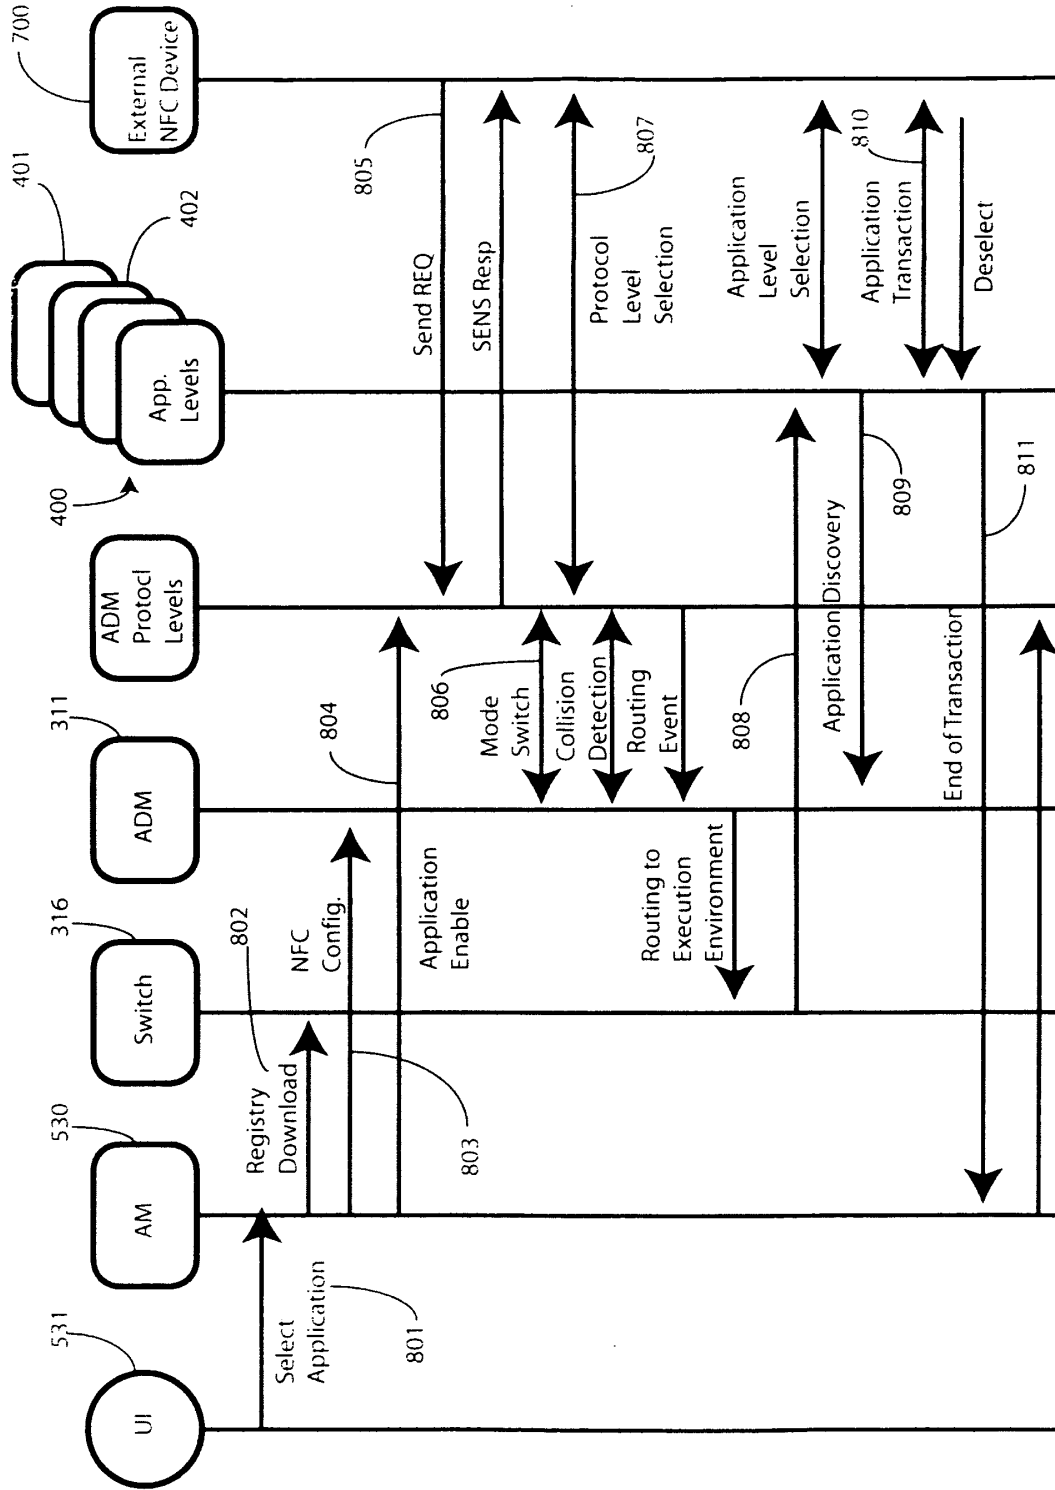 531
UI
530
AM
316
Switch
311
ADM
ADM
Protocl
Levels
400
App.
Levels
401
402
700
External
NFC Device
Select
Application
801
Registry
Download
802
NFC
Config.
803
804
Application
Enable
805
Send REQ
SENS Resp
806
Mode
Switch
Collision
Detection
Routing
Event
807
Protocol
Level
Selection
Routing to
Execution
Environment
808
Application Discovery
809
Application
Level
Selection
Application
Transaction
810
Deselect
End of Transaction
811